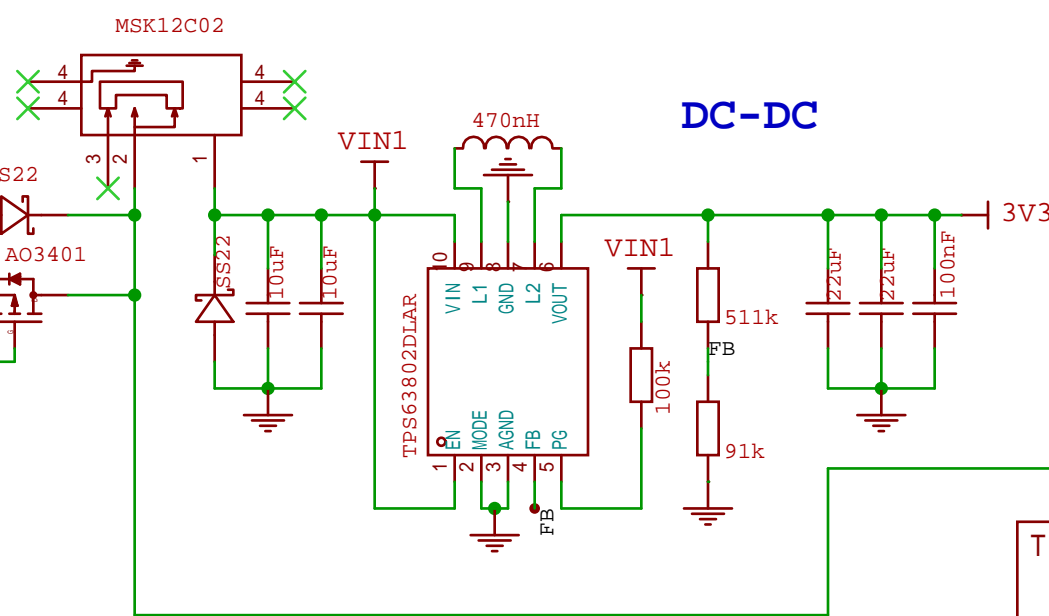 MSK12C02
4
4
4
4
3
2
1
DC-DC
470nH
VIN1
S22
AO3401
SS22
10uF
10uF
10
9
8
7
6
VIN
L1
GND
L2
VOUT
TPS63802DLAR
EN
MODE
AGND
FB
PG
1
2
3
4
5
FB
VIN1
100k
511k
FB
91k
22uF
22uF
100nF
3V3
T